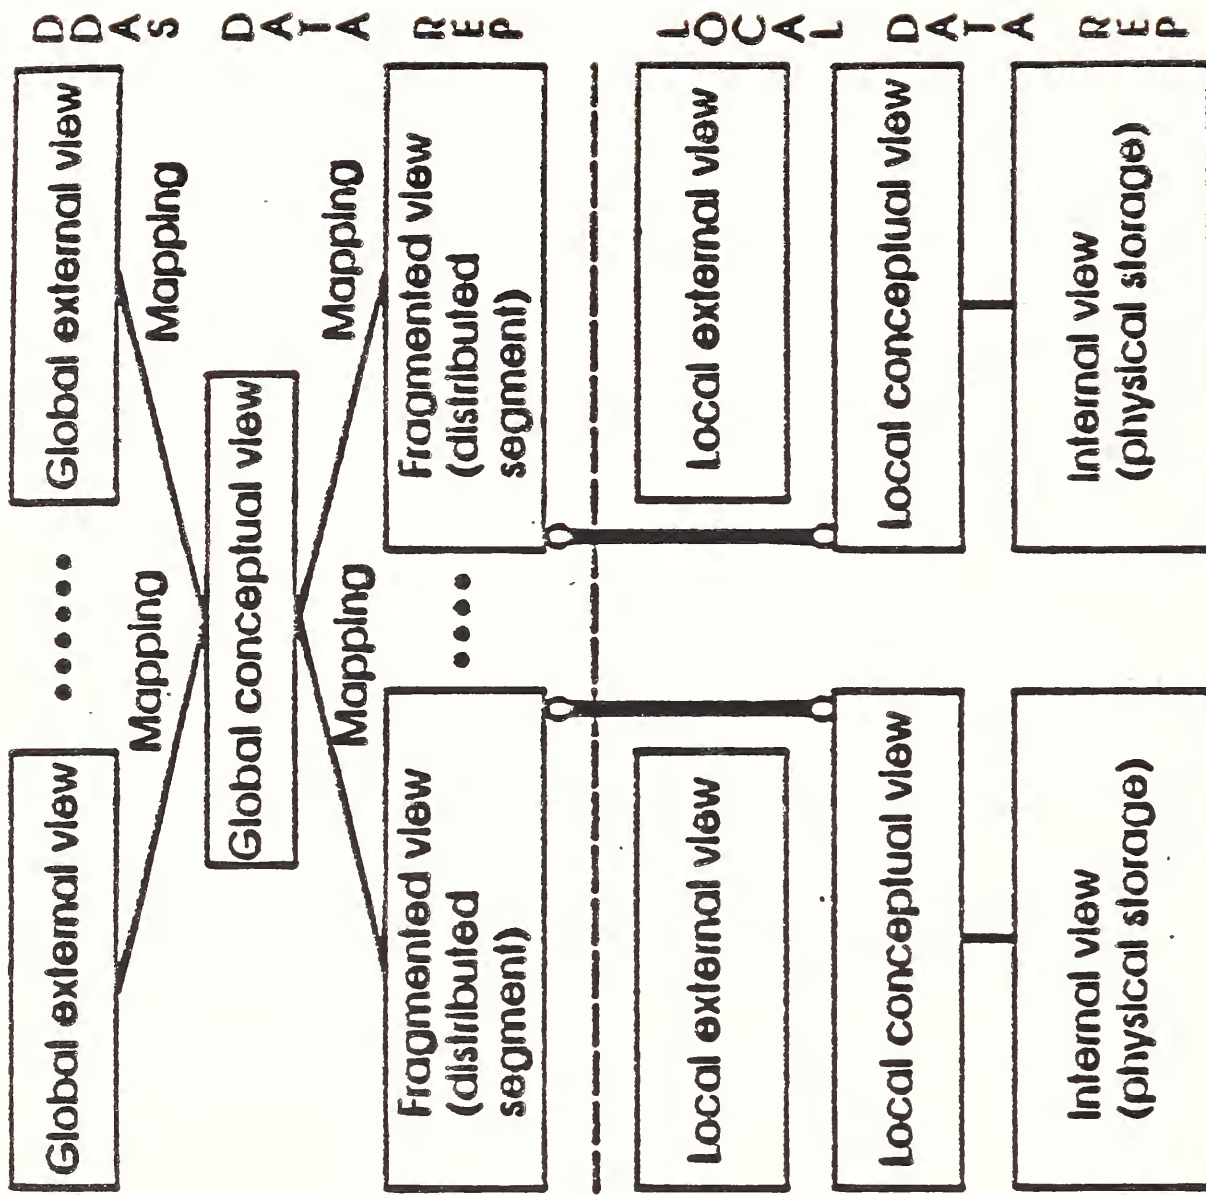 Global external view
Global external view
Mapping
Mapping
Global conceptual view
Mapping
Mapping
Fragmented view
(distributed
segment)
Fragmented view
(distributed
segment)
Local external view
Local external view
Local conceptual view
Local conceptual view
Internal view
(physical storage)
Internal view
(physical storage)
DDAS
DATA
REP
LOCAL
DATA
REP